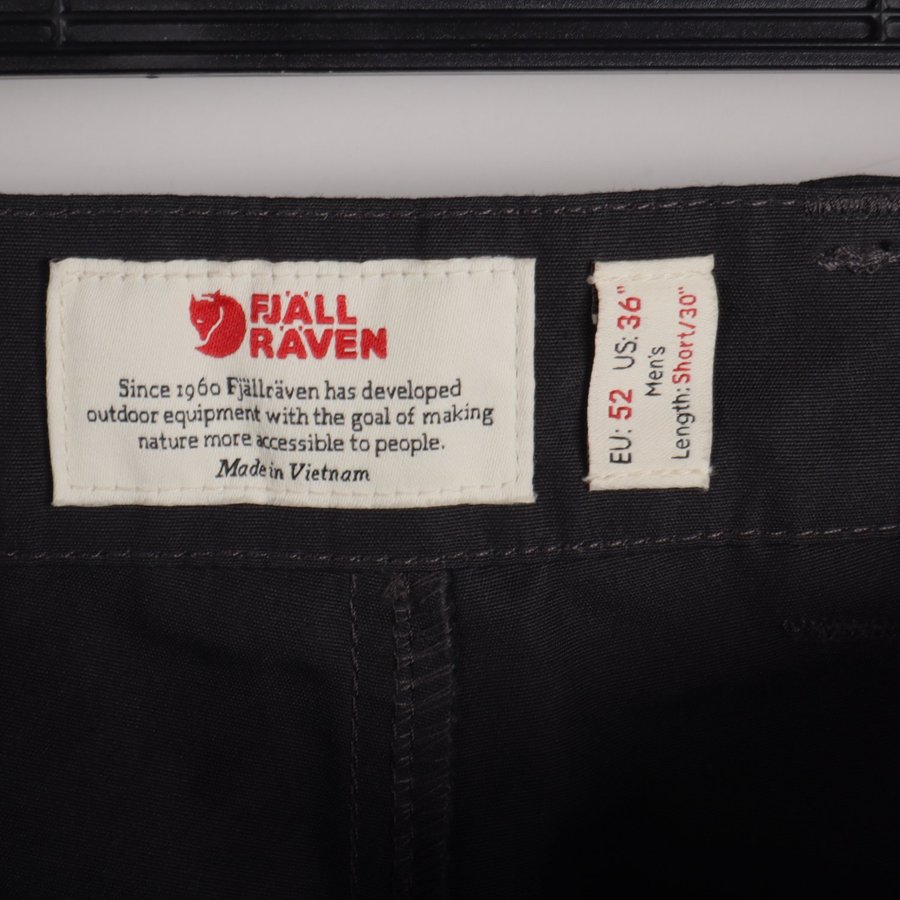 FJÄLL
RÄVEN
Since 1960 Fjällräven has developed
outdoor equipment with the goal of making
nature more accessible to people.
Made in Vietnam
EU: 52 US: 36"
Men's
Length: Short/30"